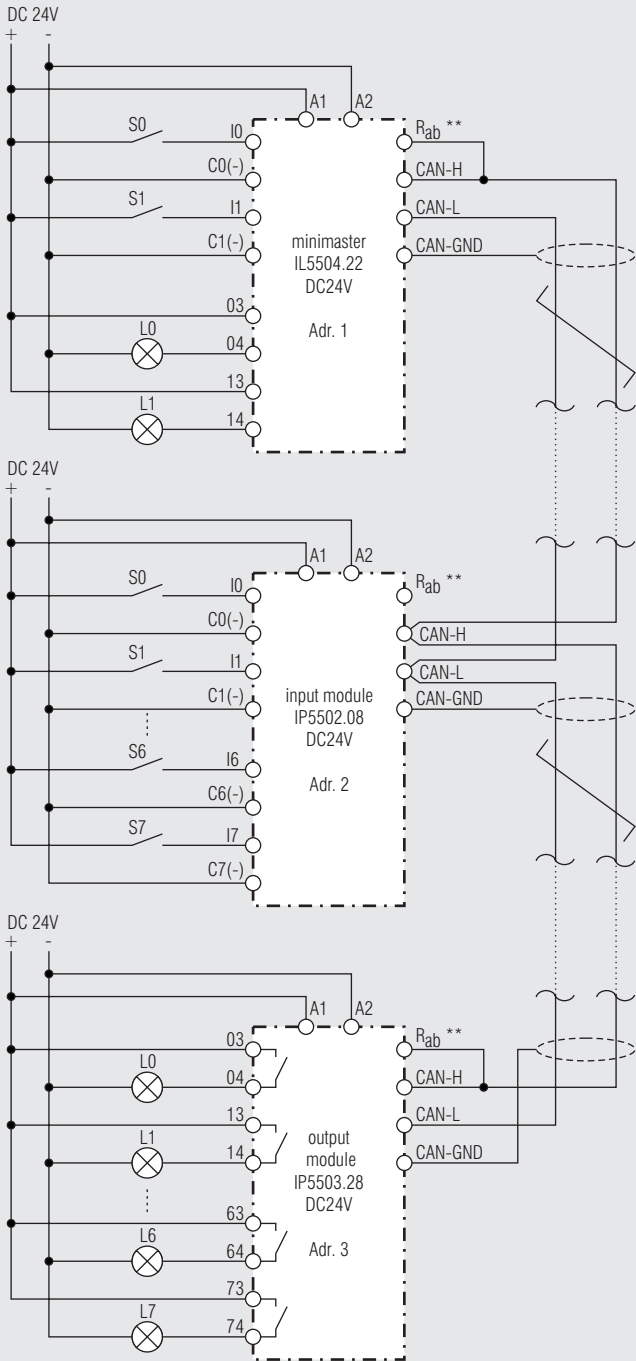 DC 24V
+ -
A1 A2
S0 I0 Rab **
C0(-) CAN-H
S1 I1 CAN-L
C1(-) CAN-GND
minimaster
IL5504.22
DC24V
03
Adr. 1
L0 04
13
L1 14
DC 24V
+ -
A1 A2
S0 I0 Rab **
C0(-) CAN-H
S1 I1 CAN-L
C1(-) CAN-GND
input module
IP5502.08
DC24V
S6 I6
Adr. 2
C6(-)
S7 I7
C7(-)
DC 24V
+ -
A1 A2
03 Rab **
L0 04 CAN-H
13 CAN-L
L1 14 CAN-GND
output
module
IP5503.28
DC24V
63
L6 64
Adr. 3
73
L7 74